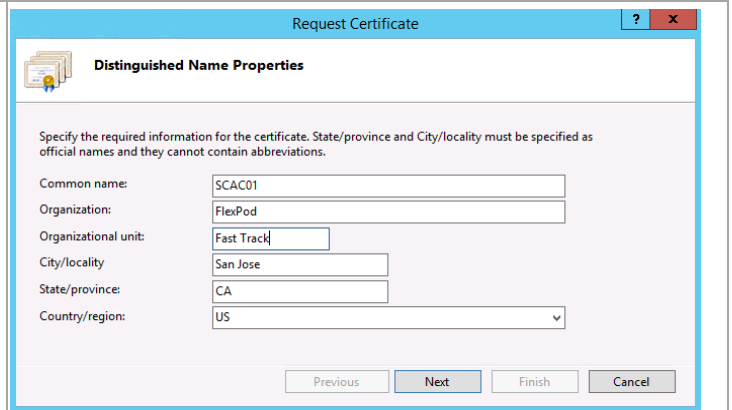 Request Certificate
? x
Distinguished Name Properties
Specify the required information for the certificate. State/province and City/locality must be specified as
official names and they cannot contain abbreviations.
Common name: SCAC01
Organization: FlexPod
Organizational unit: Fast Track
City/locality San Jose
State/province: CA
Country/region: US
Previous Next Finish Cancel